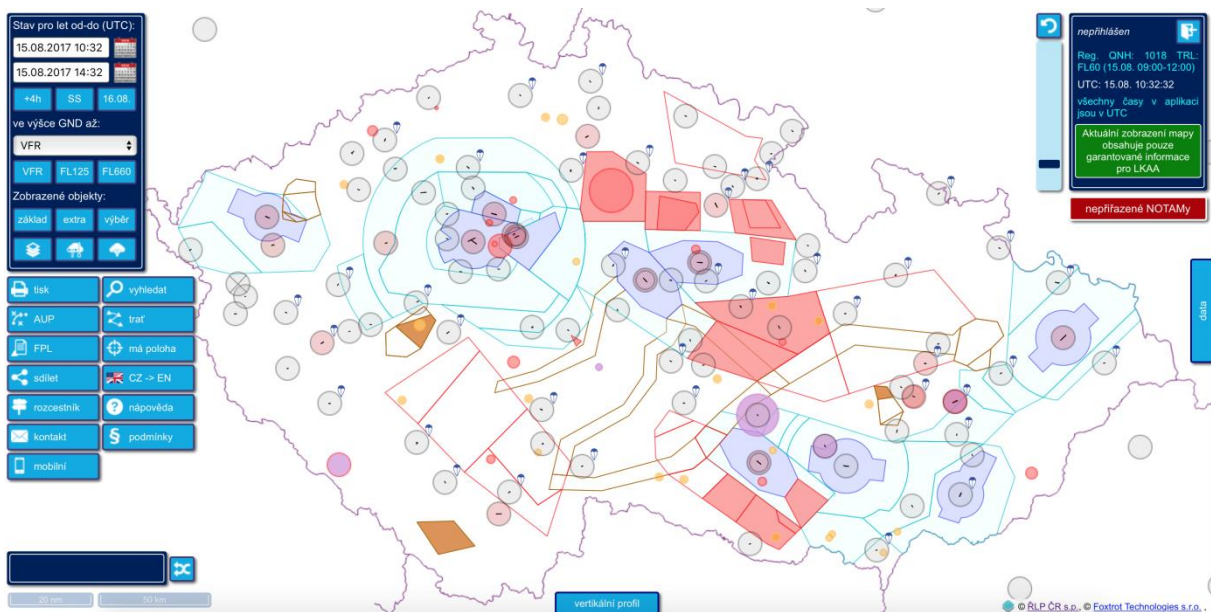 Stav pro let od-do (UTC):
15.08.2017 10:32
15.08.2017 14:32
+4h SS 16.08.
ve výšce GND až:
VFR
VFR FL125 FL660
Zobrazené objekty:
základ extra výběr
tisk vyhledat
AUP trať
FPL má poloha
sdílet CZ -> EN
rozcestník nápověda
kontakt podmínky
mobilní
20 nm 50 km
vertikální profil
nepřihlášen
Reg. QNH: 1018 TRL:
FL60 (15.08. 09:00-12:00)
UTC: 15.08. 10:32:32
všechny časy v aplikaci
jsou v UTC
Aktuální zobrazení mapy
obsahuje pouze
garantované informace
pro LKAA
nepřiřazené NOTAMy
data
© ŘLP ČR s.p., © Foxtrot Technologies s.r.o.,